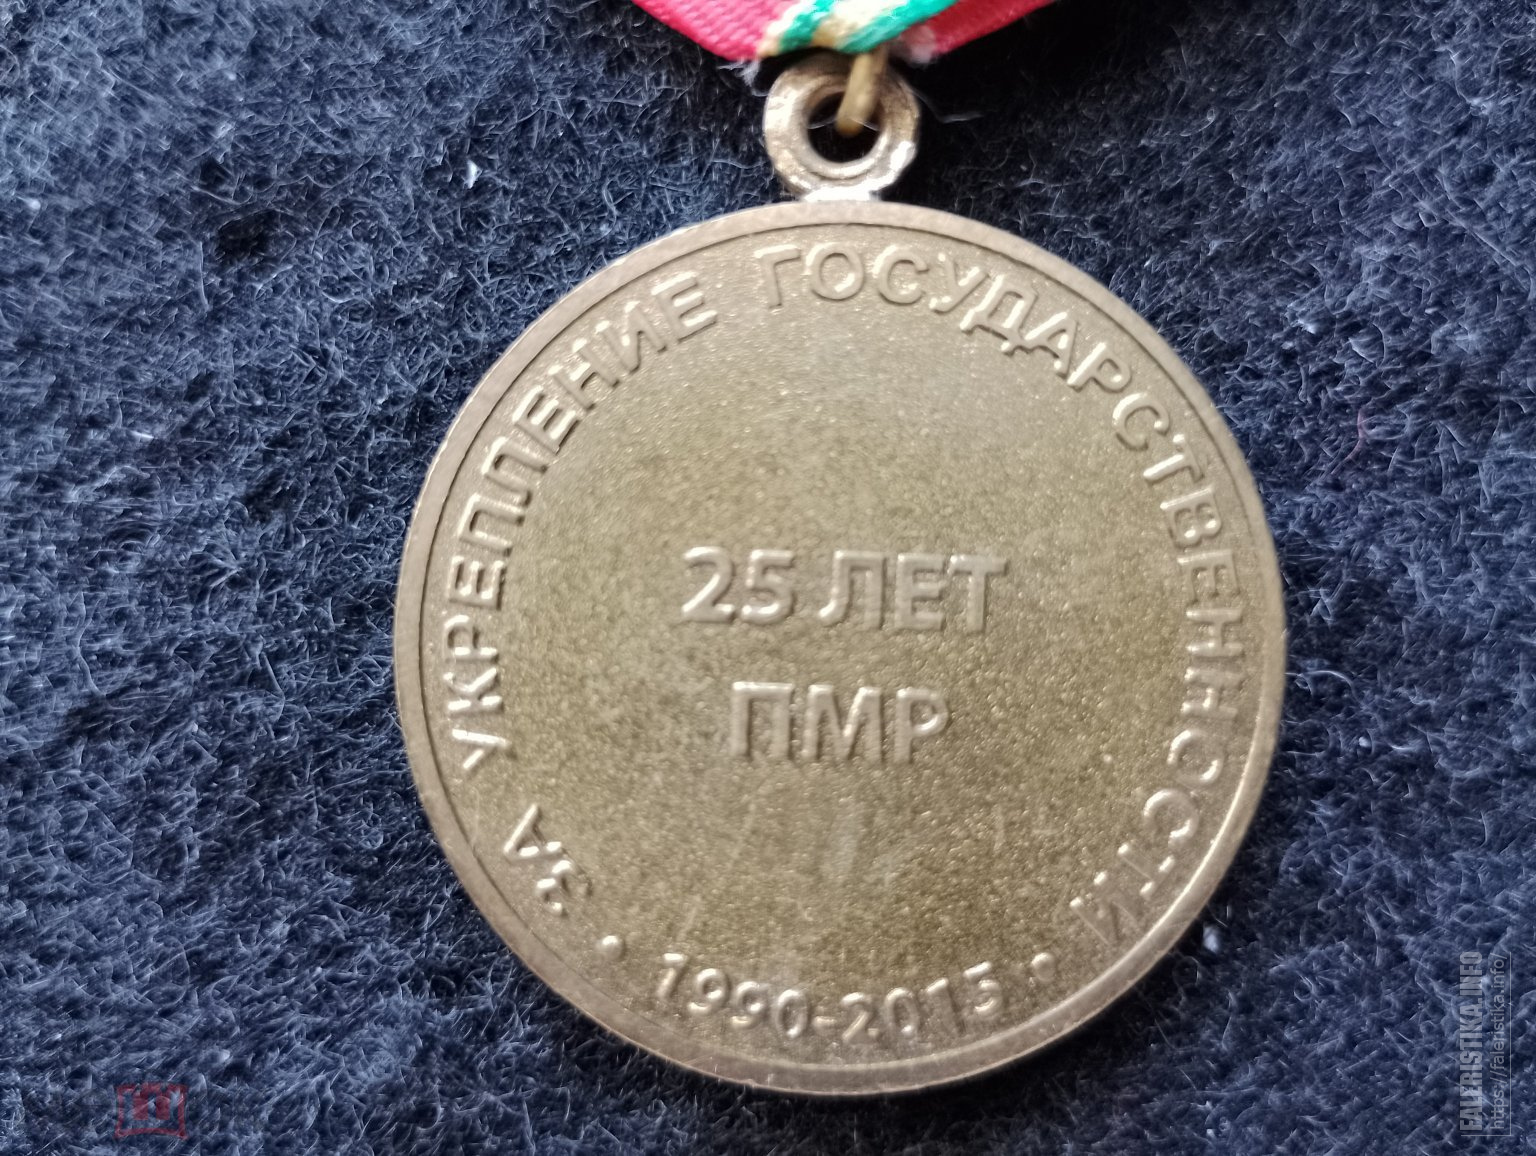 ЗА УКРЕПЛЕНИЕ ГОСУДАРСТВЕННОСТИ
25 ЛЕТ
ПМР
• 1990-2015 •
FALERISTIKA.INFO
https://faleristika.info/